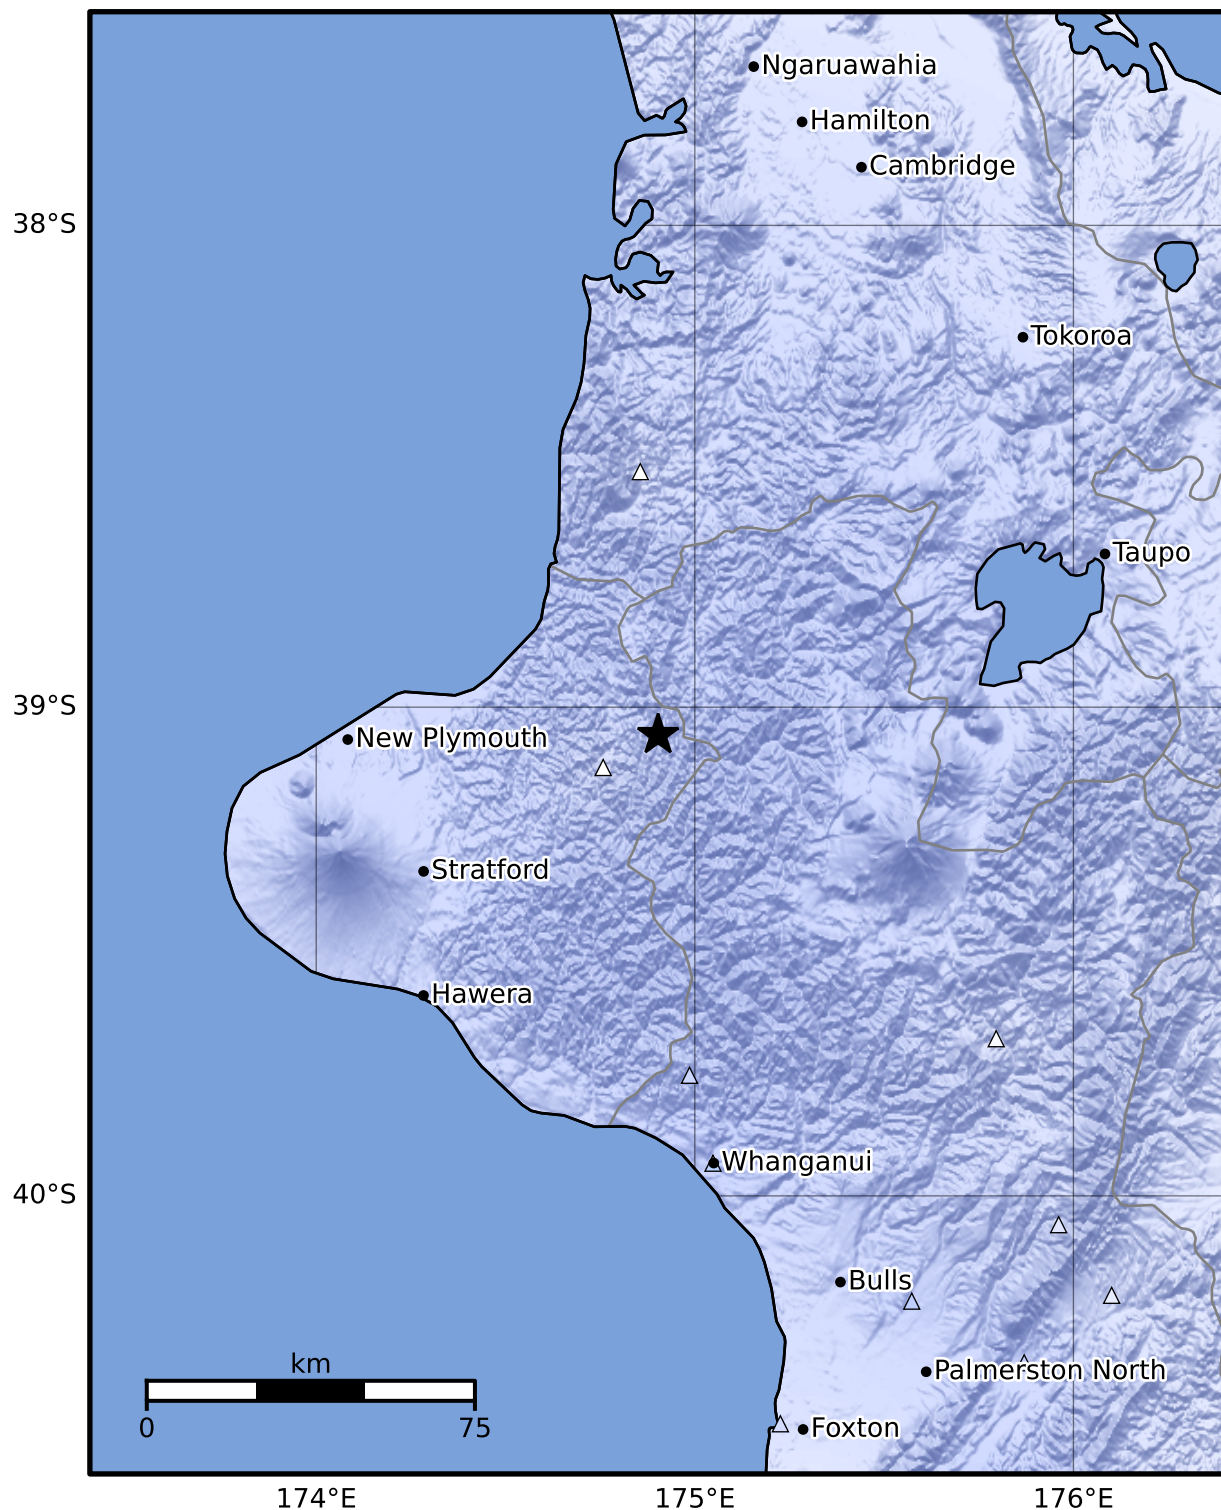 Ngaruawahia
Hamilton
Cambridge
38°S
Tokoroa
Taupo
39°S
New Plymouth
Stratford
Hawera
Whanganui
40°S
Bulls
km
Palmerston North
0
75
Foxton
174°E
175°E
176°E